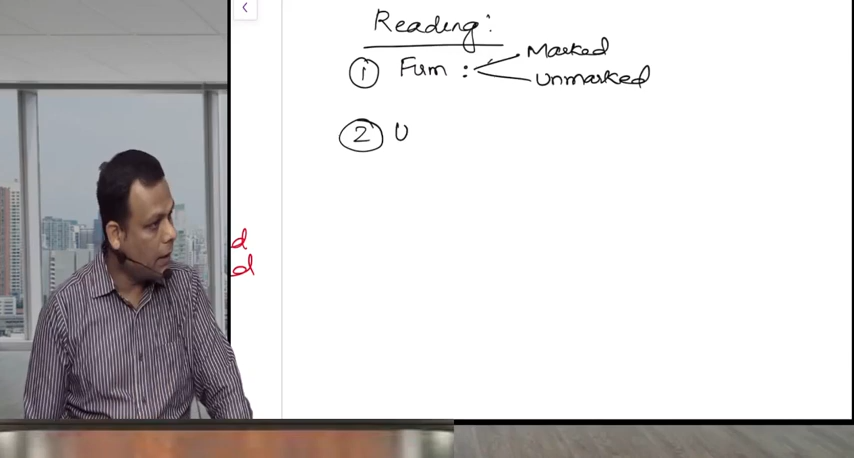 Reading:
① Fum : Marked
Unmarked
② U
d
d